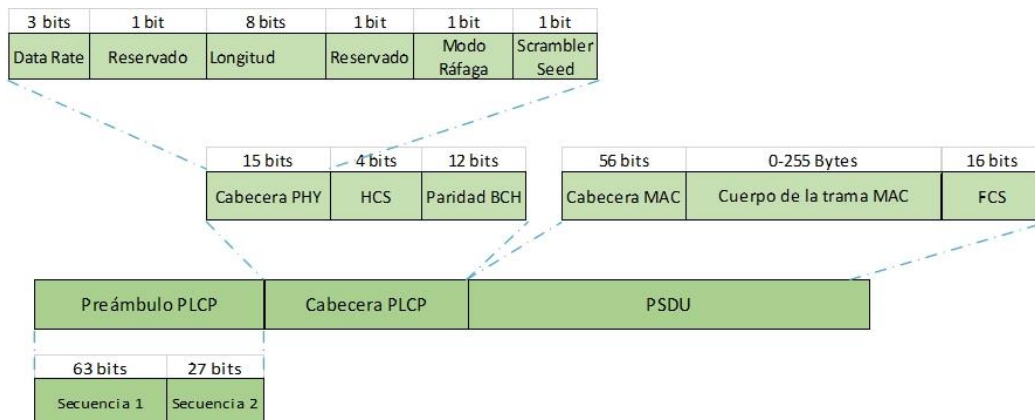 3 bits 1 bit 8 bits 1 bit 1 bit 1 bit
Data Rate Reservado Longitud Reservado Modo Ráfaga Scrambler Seed
15 bits 4 bits 12 bits 56 bits 0-255 Bytes 16 bits
Cabecera PHY HCS Paridad BCH Cabecera MAC Cuerpo de la trama MAC FCS
Preámbulo PLCP Cabecera PLCP PSDU
63 bits 27 bits
Secuencia 1 Secuencia 2